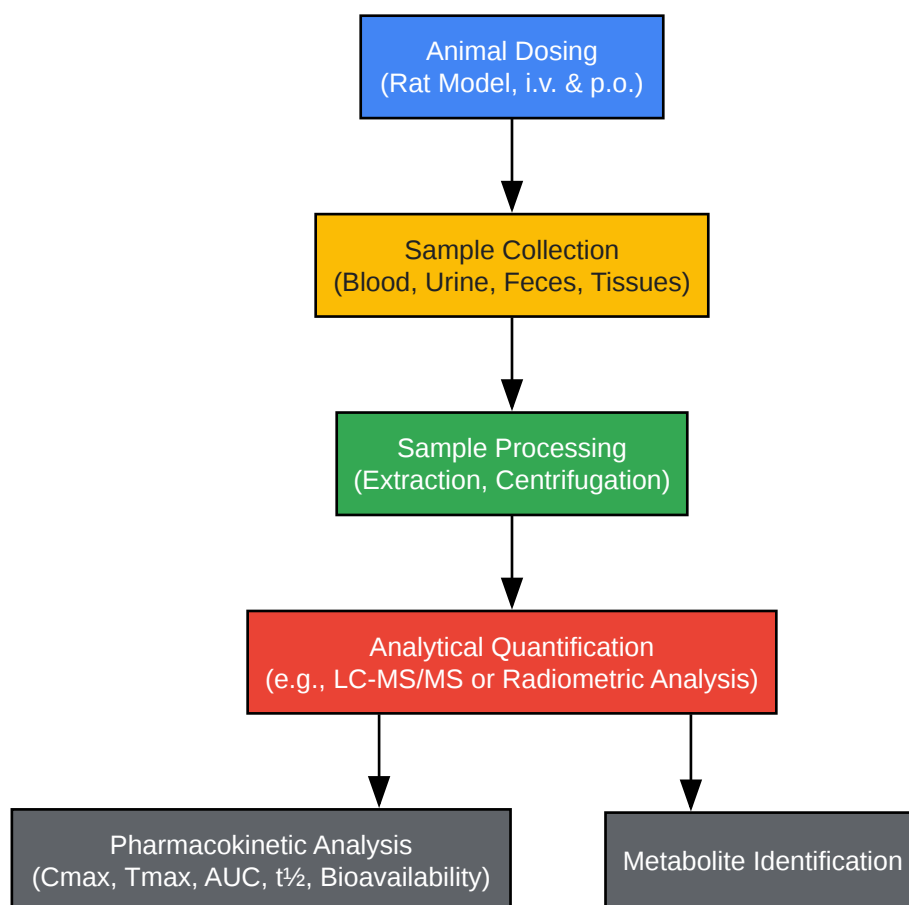 Animal Dosing
(Rat Model, i.v. & p.o.)
Sample Collection
(Blood, Urine, Feces, Tissues)
Sample Processing
(Extraction, Centrifugation)
Analytical Quantification
(e.g., LC-MS/MS or Radiometric Analysis)
Pharmacokinetic Analysis
(Cmax, Tmax, AUC, t½, Bioavailability)
Metabolite Identification